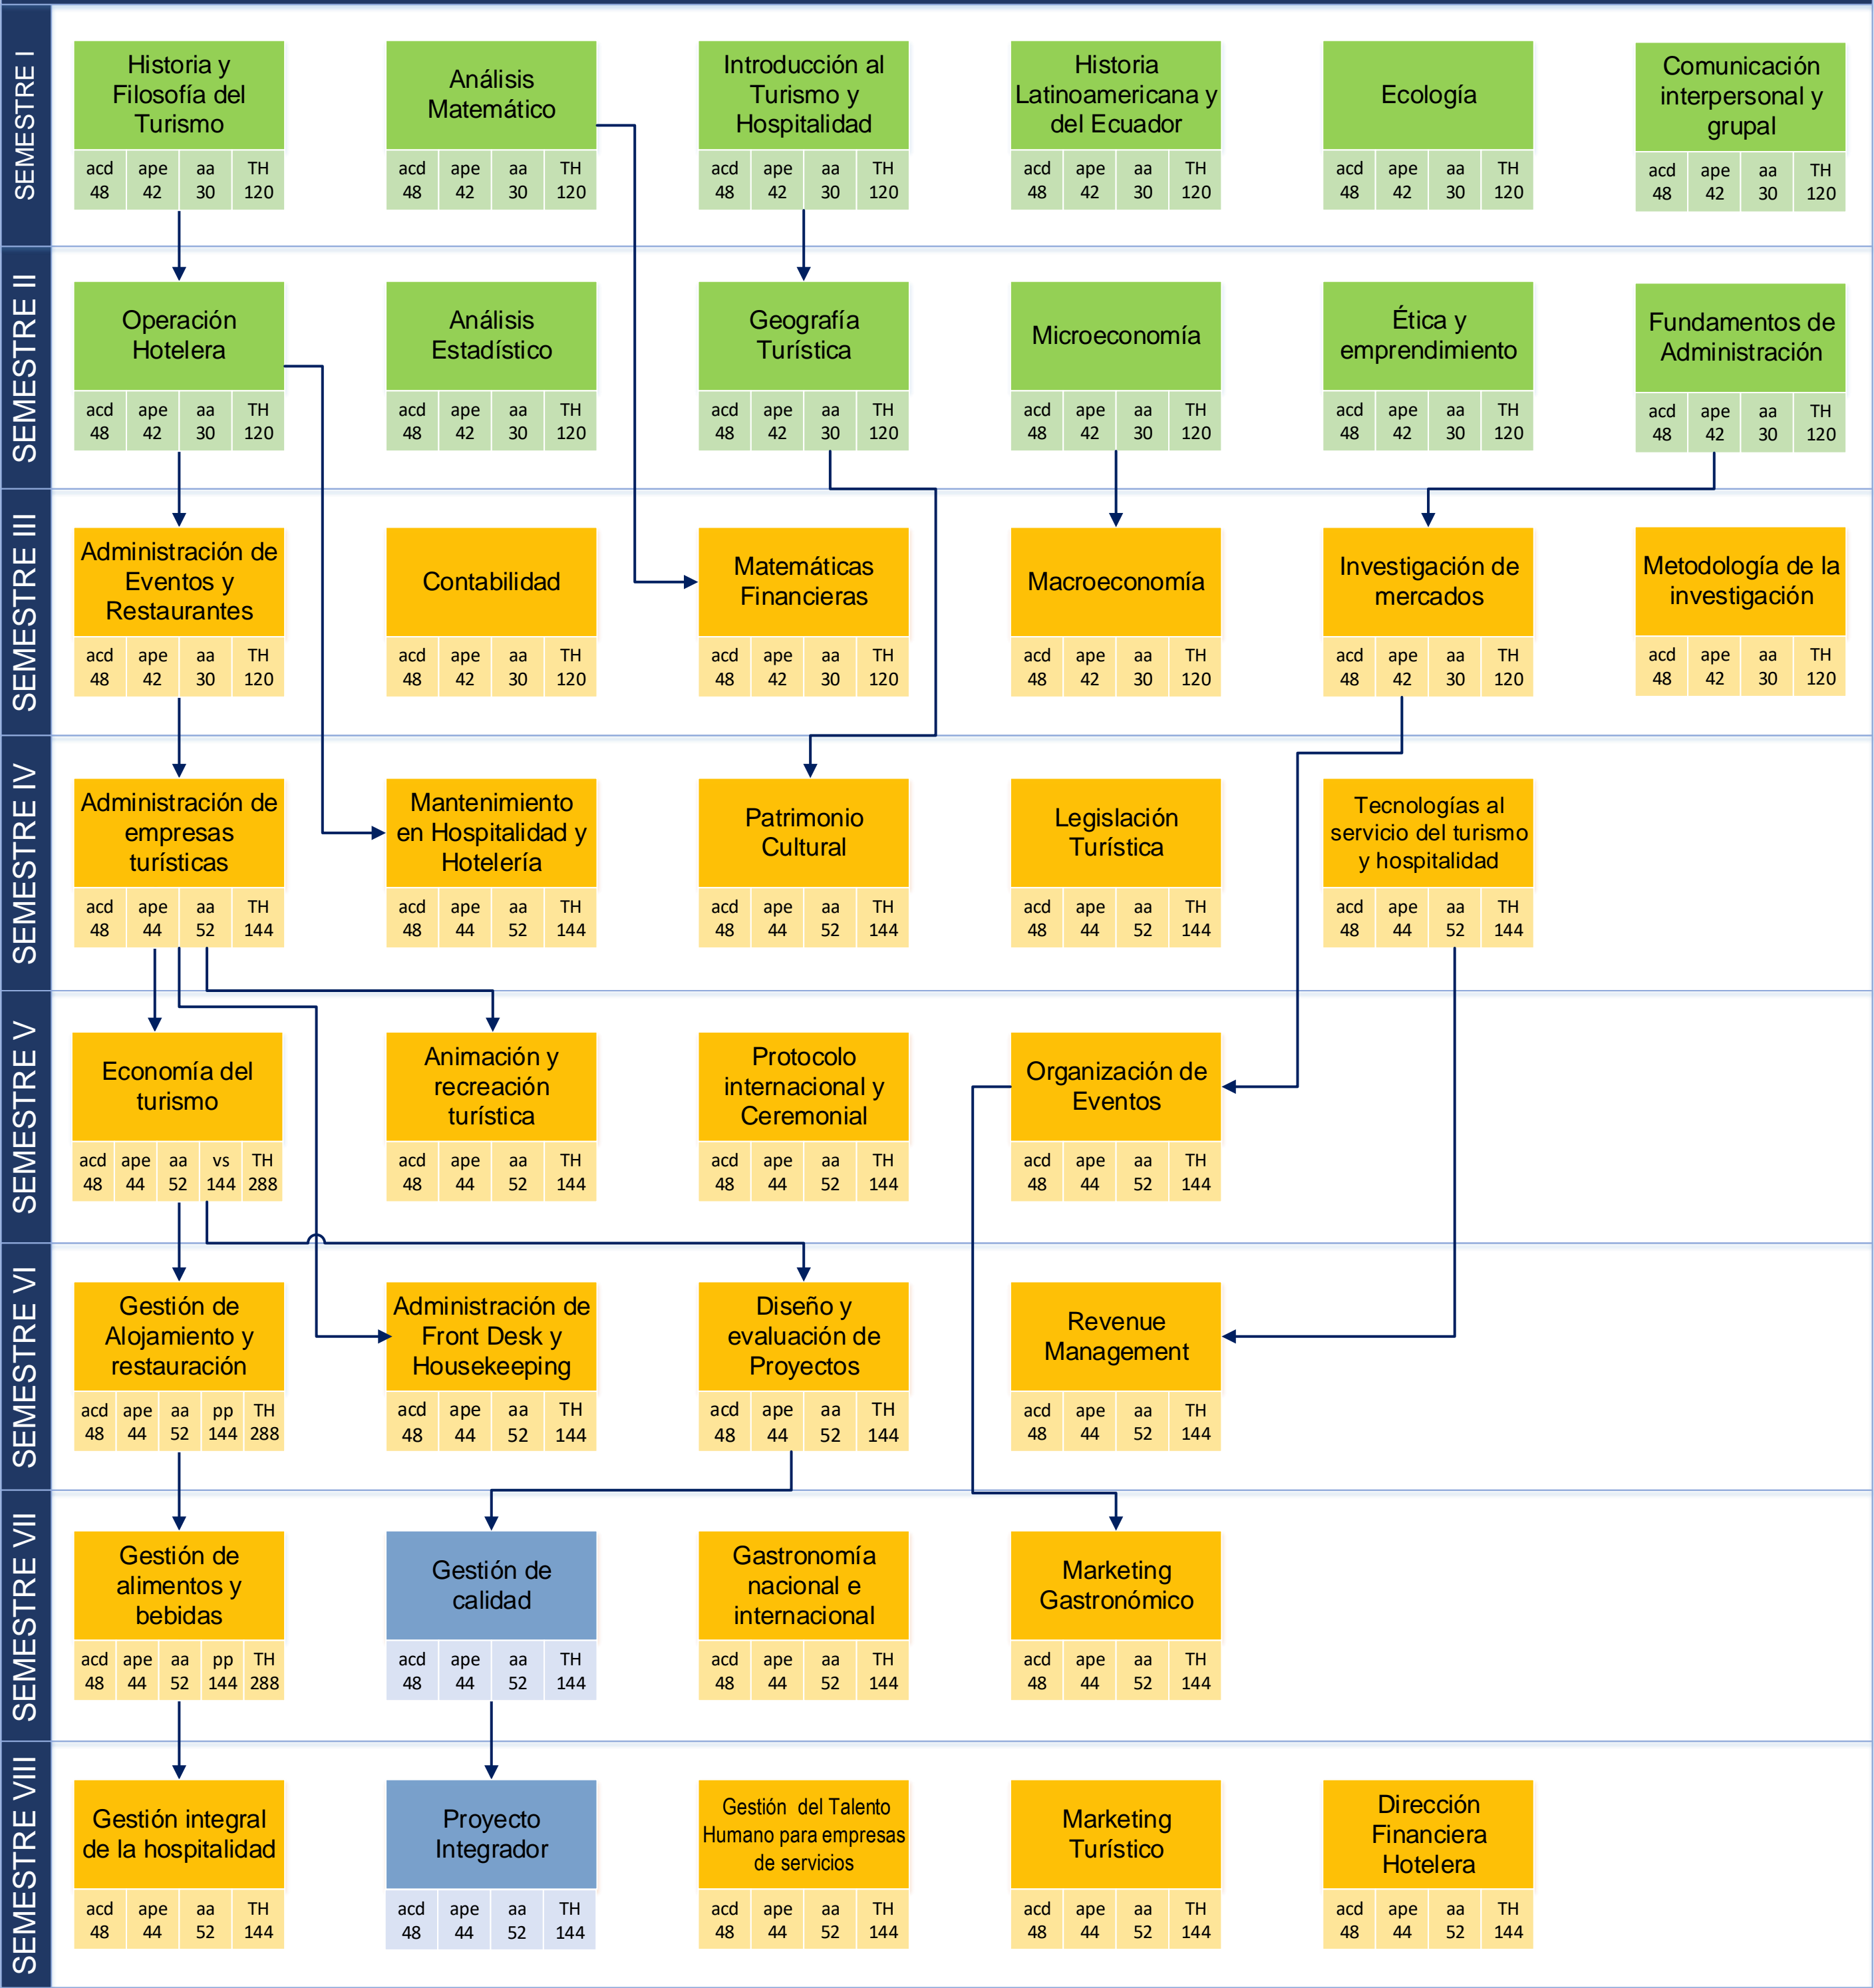 SEMESTRE I
Historia y
Filosofía del
Turismo
acd ape aa TH
48 42 30 120
Análisis
Matemático
acd ape aa TH
48 42 30 120
Introducción al
Turismo y
Hospitalidad
acd ape aa TH
48 42 30 120
Historia
Latinoamericana y
del Ecuador
acd ape aa TH
48 42 30 120
Ecología
acd ape aa TH
48 42 30 120
Comunicación
interpersonal y
grupal
acd ape aa TH
48 42 30 120
SEMESTRE II
Operación
Hotelera
acd ape aa TH
48 42 30 120
Análisis
Estadístico
acd ape aa TH
48 42 30 120
Geografía
Turística
acd ape aa TH
48 42 30 120
Microeconomía
acd ape aa TH
48 42 30 120
Ética y
emprendimiento
acd ape aa TH
48 42 30 120
Fundamentos de
Administración
acd ape aa TH
48 42 30 120
SEMESTRE III
Administración de
Eventos y
Restaurantes
acd ape aa TH
48 42 30 120
Contabilidad
acd ape aa TH
48 42 30 120
Matemáticas
Financieras
acd ape aa TH
48 42 30 120
Macroeconomía
acd ape aa TH
48 42 30 120
Investigación de
mercados
acd ape aa TH
48 42 30 120
Metodología de la
investigación
acd ape aa TH
48 42 30 120
SEMESTRE IV
Administración de
empresas
turísticas
acd ape aa TH
48 44 52 144
Mantenimiento
en Hospitalidad y
Hotelería
acd ape aa TH
48 44 52 144
Patrimonio
Cultural
acd ape aa TH
48 44 52 144
Legislación
Turística
acd ape aa TH
48 44 52 144
Tecnologías al
servicio del turismo
y hospitalidad
acd ape aa TH
48 44 52 144
SEMESTRE V
Economía del
turismo
acd ape aa vs TH
48 44 52 144 288
Animación y
recreación
turística
acd ape aa TH
48 44 52 144
Protocolo
internacional y
Ceremonial
acd ape aa TH
48 44 52 144
Organización de
Eventos
acd ape aa TH
48 44 52 144
SEMESTRE VI
Gestión de
Alojamiento y
restauración
acd ape aa pp TH
48 44 52 144 288
Administración de
Front Desk y
Housekeeping
acd ape aa TH
48 44 52 144
Diseño y
evaluación de
Proyectos
acd ape aa TH
48 44 52 144
Revenue
Management
acd ape aa TH
48 44 52 144
SEMESTRE VII
Gestión de
alimentos y
bebidas
acd ape aa pp TH
48 44 52 144 288
Gestión de
calidad
acd ape aa TH
48 44 52 144
Gastronomía
nacional e
internacional
acd ape aa TH
48 44 52 144
Marketing
Gastronómico
acd ape aa TH
48 44 52 144
SEMESTRE VIII
Gestión integral
de la hospitalidad
acd ape aa TH
48 44 52 144
Proyecto
Integrador
acd ape aa TH
48 44 52 144
Gestión del Talento
Humano para empresas
de servicios
acd ape aa TH
48 44 52 144
Marketing
Turístico
acd ape aa TH
48 44 52 144
Dirección
Financiera
Hotelera
acd ape aa TH
48 44 52 144